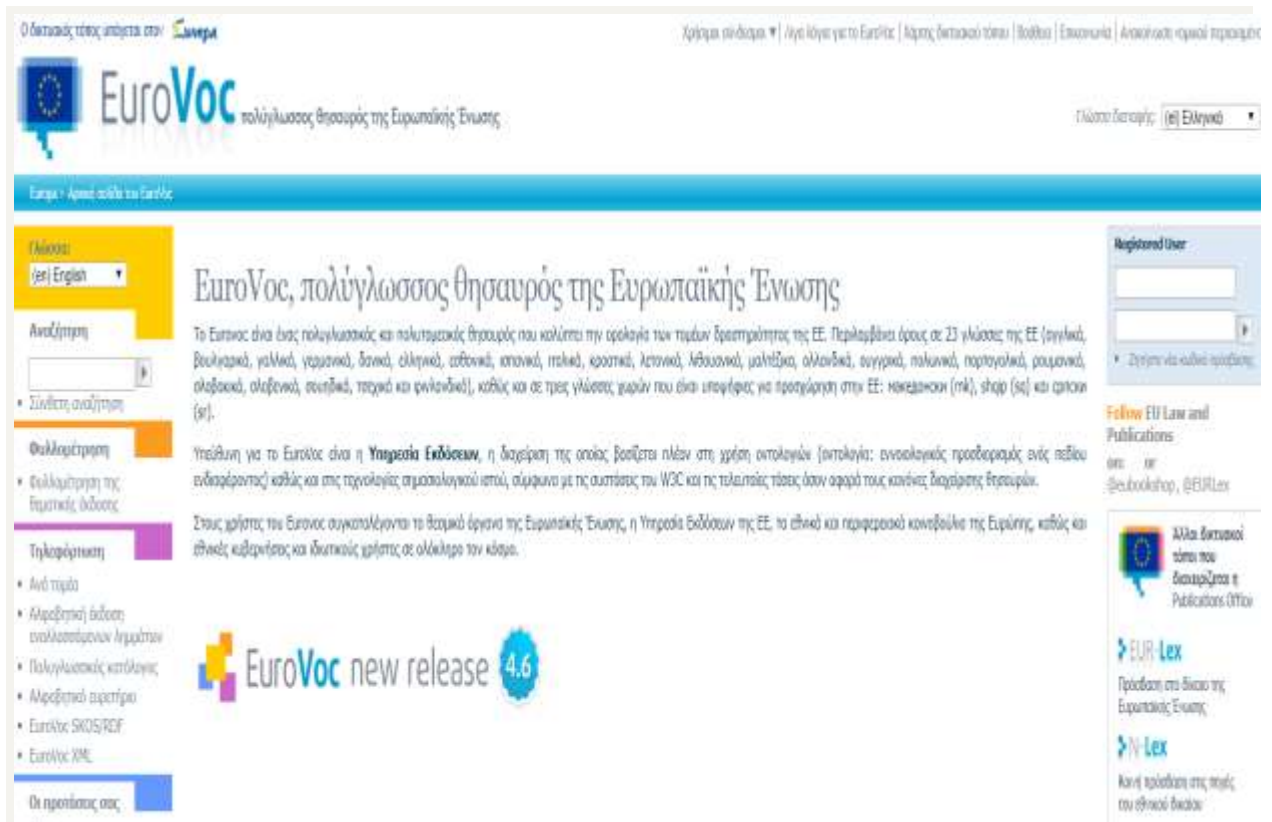 Ο δικτυακός τόπος υπάγεται στον Europa
Χρήσιμοι σύνδεσμοι ▼ | Λίγα λόγια για το EuroVoc | Χάρτης δικτυακού τόπου | Βοήθεια | Επικοινωνία | Ανακοίνωση νομικού περιεχομένο
EuroVoc πολύγλωσσος θησαυρός της Ευρωπαϊκής Ένωσης
Γλώσσα διεπαφής: (el) Ελληνικά
Europa > Αρχική σελίδα του EuroVoc
Γλώσσα:
(en) English
Αναζήτηση
• Σύνθετη αναζήτηση
Φυλλομέτρηση
• Φυλλομέτρηση της
θεματικής έκδοσης
Τηλεφόρτωση
• Ανά τομέα
• Αλφαβητική έκδοση
εναλλασσόμενων λημμάτων
• Πολυγλωσσικός κατάλογος
• Αλφαβητικό ευρετήριο
• EuroVoc SKOS/RDF
• EuroVoc XML
Οι προτάσεις σας
EuroVoc, πολύγλωσσος θησαυρός της Ευρωπαϊκής Ένωσης
Το Eurovoc είναι ένας πολυγλωσσικός και πολυτομεακός θησαυρός που καλύπτει την ορολογία των τομέων δραστηριότητας της ΕΕ. Περιλαμβάνει όρους σε 23 γλώσσες της ΕΕ (αγγλικά,
βουλγαρικά, γαλλικά, γερμανικά, δανικά, ελληνικά, εσθονικά, ισπανικά, ιταλικά, κροατικά, λετονικά, λιθουανικά, μαλτέζικα, ολλανδικά, ουγγρικά, πολωνικά, πορτογαλικά, ρουμανικά,
σλοβακικά, σλοβενικά, σουηδικά, τσεχικά και φινλανδικά), καθώς και σε τρεις γλώσσες χωρών που είναι υποψήφιες για προσχώρηση στην ΕΕ: македонски (mk), shqip (sq) και српски
(sr).
Υπεύθυνη για το EuroVoc είναι η Υπηρεσία Εκδόσεων, η διαχείριση της οποίας βασίζεται πλέον στη χρήση οντολογιών (οντολογία: εννοιολογικός προσδιορισμός ενός πεδίου
ενδιαφέροντος) καθώς και στις τεχνολογίες σημασιολογικού ιστού, σύμφωνα με τις συστάσεις του W3C και τις τελευταίες τάσεις όσον αφορά τους κανόνες διαχείρισης θησαυρών.
Στους χρήστες του Eurovoc συγκαταλέγονται τα θεσμικά όργανα της Ευρωπαϊκής Ένωσης, η Υπηρεσία Εκδόσεων της ΕΕ, τα εθνικά και περιφερειακά κοινοβούλια της Ευρώπης, καθώς και
εθνικές κυβερνήσεις και ιδιωτικούς χρήστες σε ολόκληρο τον κόσμο.
EuroVoc new release 4.6
Registered User
• Ζητήστε νέο κωδικό πρόσβασης
Follow EU Law and
Publications
on: or
@eubookshop, @EURLex
Άλλοι δικτυακοί
τόποι που
διαχειρίζεται η
Publications Office
EUR-Lex
Πρόσβαση στο δίκαιο της
Ευρωπαϊκής Ένωσης
N-Lex
Κοινή πρόσβαση στις πηγές
του εθνικού δικαίου